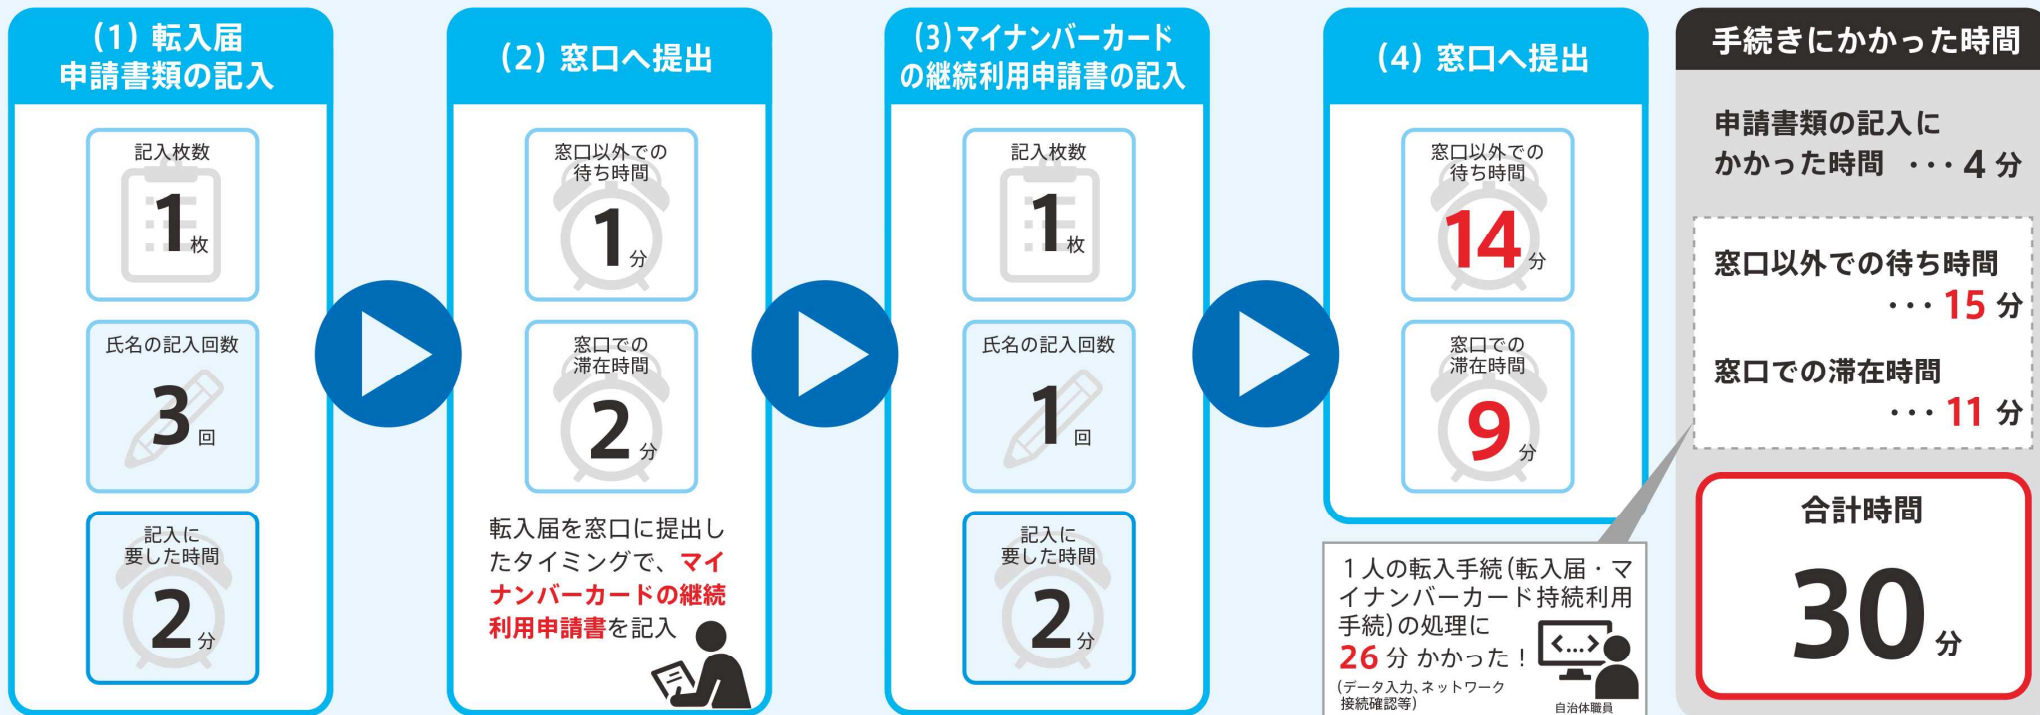 (1) 転入届
申請書類の記入
記入枚数
1枚
氏名の記入回数
3回
記入に
要した時間
2分
(2) 窓口へ提出
窓口以外での
待ち時間
1分
窓口での
滞在時間
2分
転入届を窓口に提出し
たタイミングで、マイ
ナンバーカードの継続
利用申請書を記入
(3)マイナンバーカード
の継続利用申請書の記入
記入枚数
1枚
氏名の記入回数
1回
記入に
要した時間
2分
(4) 窓口へ提出
窓口以外での
待ち時間
14分
窓口での
滞在時間
9分
1人の転入手続(転入届・マ
イナンバーカード持続利用
手続)の処理に
26分 かかった！
(データ入力、ネットワーク
接続確認等)
<...>
自治体職員
手続きにかかった時間
申請書類の記入に
かかった時間 ・・・4分
窓口以外での待ち時間
・・・15分
窓口での滞在時間
・・・11分
合計時間
30分